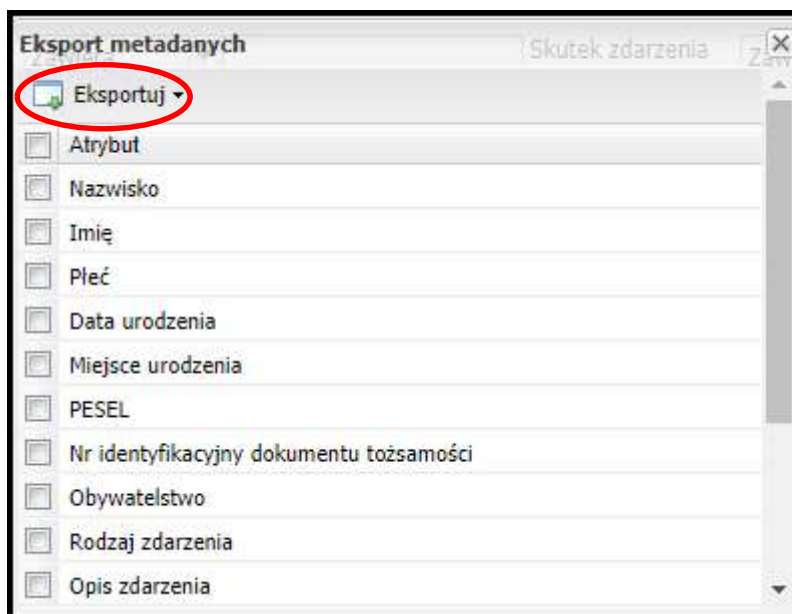 Eksport metadanych
Skutek zdarzenia
Eksportuj
Atrybut
Nazwisko
Imię
Płeć
Data urodzenia
Miejsce urodzenia
PESEL
Nr identyfikacyjny dokumentu tożsamości
Obywatelstwo
Rodzaj zdarzenia
Opis zdarzenia